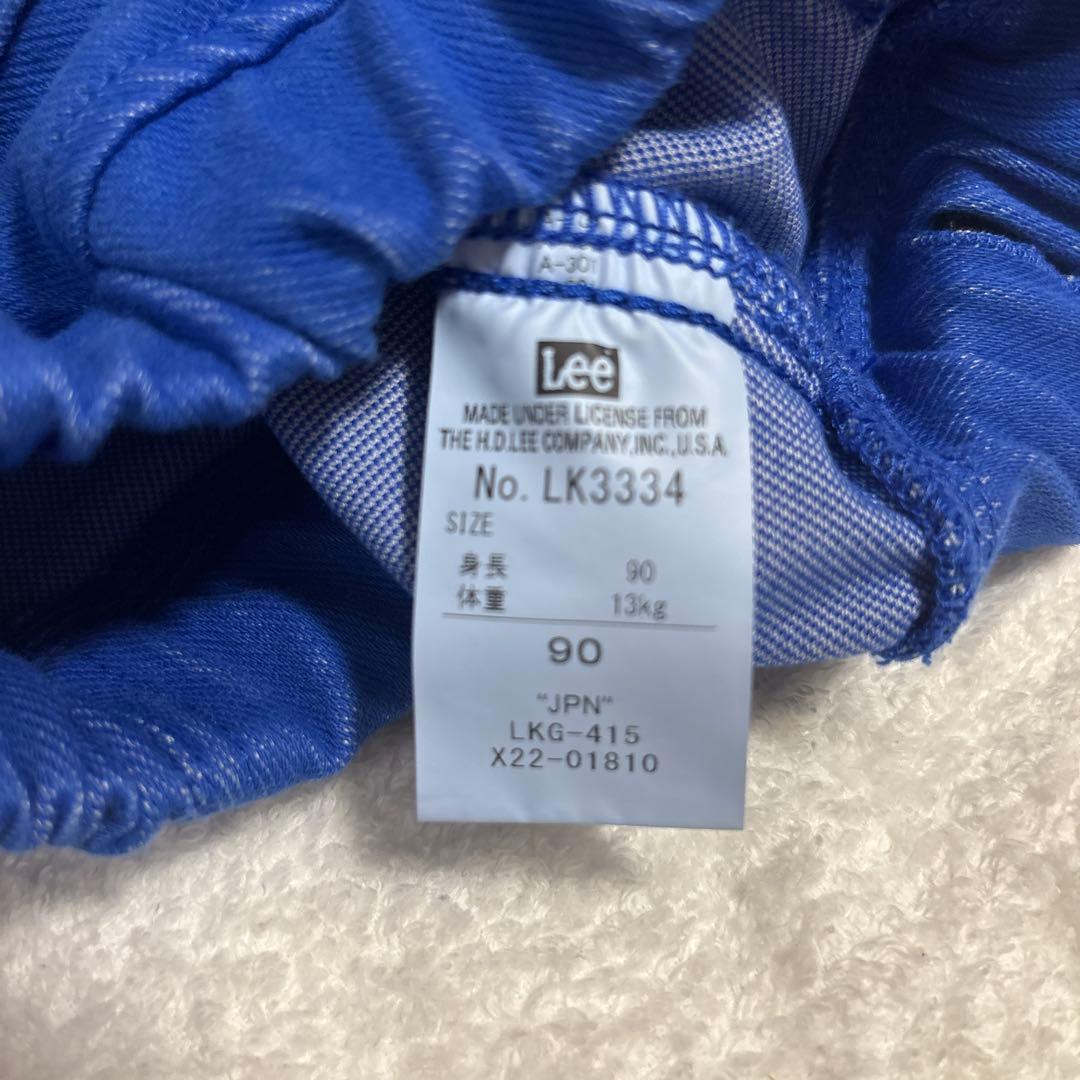 A-301
Lee
MADE UNDER LICENSE FROM
THE H.D.LEE COMPANY,INC.,U.S.A.
No. LK3334
SIZE
身長 90
体重 13kg
90
"JPN"
LKG-415
X22-01810